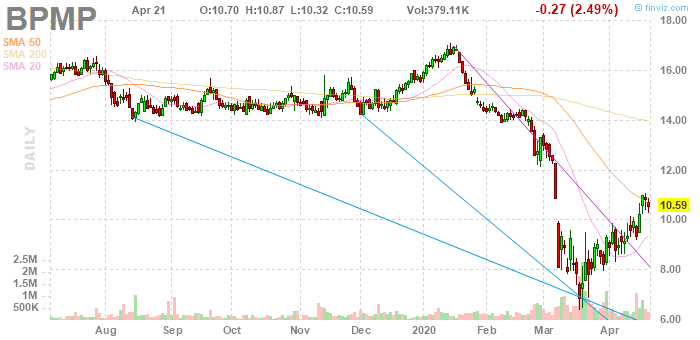 finviz.com
BPMP Apr 21 O:10.70 H:10.87 L:10.32 C:10.59 Vol:379.11K -0.27 (2.49%)
SMA 50
SMA 200
SMA 20
DAILY
18.00
16.00
14.00
12.00
10.59
10.00
8.00
6.00
2.5M
2M
1.5M
1M
500K
Aug Sep Oct Nov Dec 2020 Feb Mar Apr